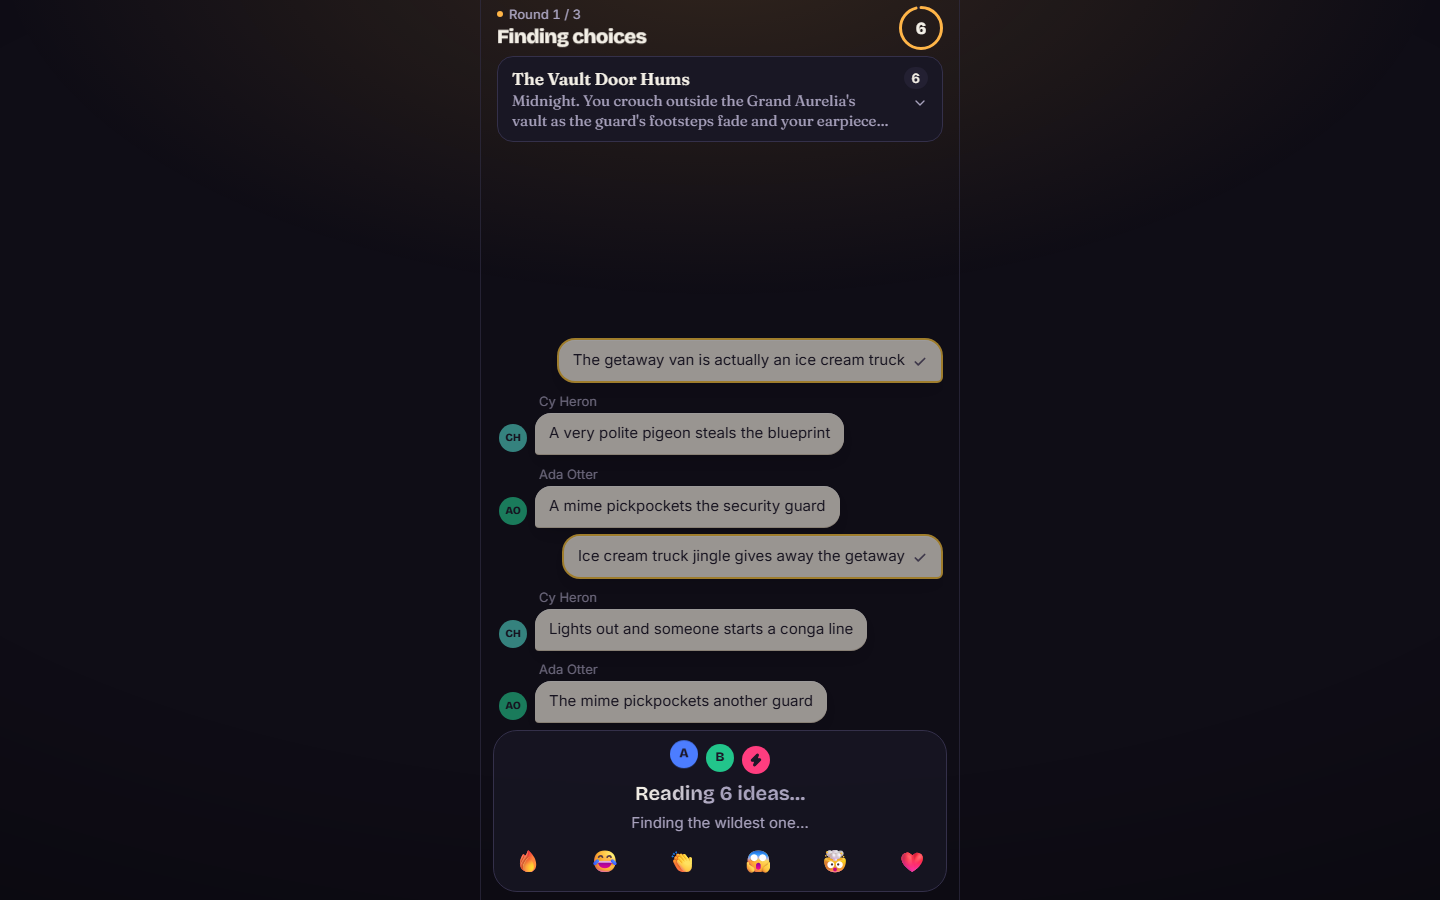 Round 1 / 3
Finding choices
6
The Vault Door Hums
6
Midnight. You crouch outside the Grand Aurelia's
vault as the guard's footsteps fade and your earpiece...
The getaway van is actually an ice cream truck
Cy Heron
CH
A very polite pigeon steals the blueprint
Ada Otter
AO
A mime pickpockets the security guard
Ice cream truck jingle gives away the getaway
Cy Heron
CH
Lights out and someone starts a conga line
Ada Otter
AO
The mime pickpockets another guard
A B
Reading 6 ideas...
Finding the wildest one...